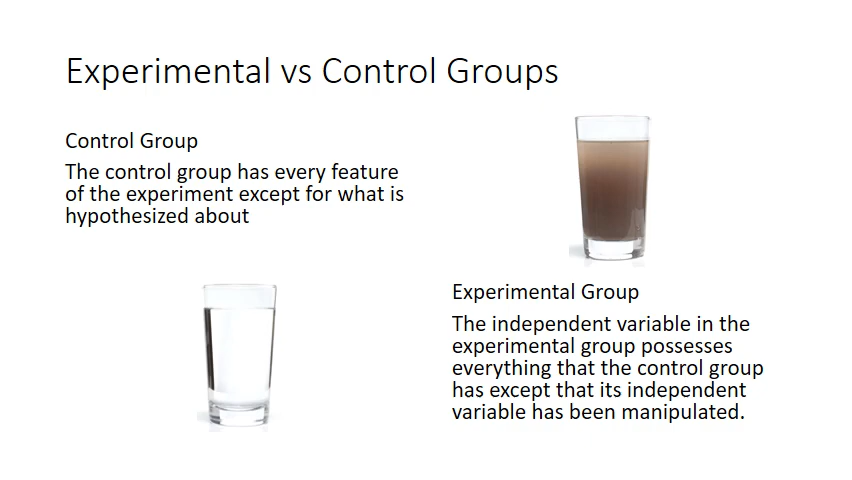 Experimental vs Control Groups
Control Group
The control group has every feature
of the experiment except for what is
hypothesized about
Experimental Group
The independent variable in the
experimental group possesses
everything that the control group
has except that its independent
variable has been manipulated.